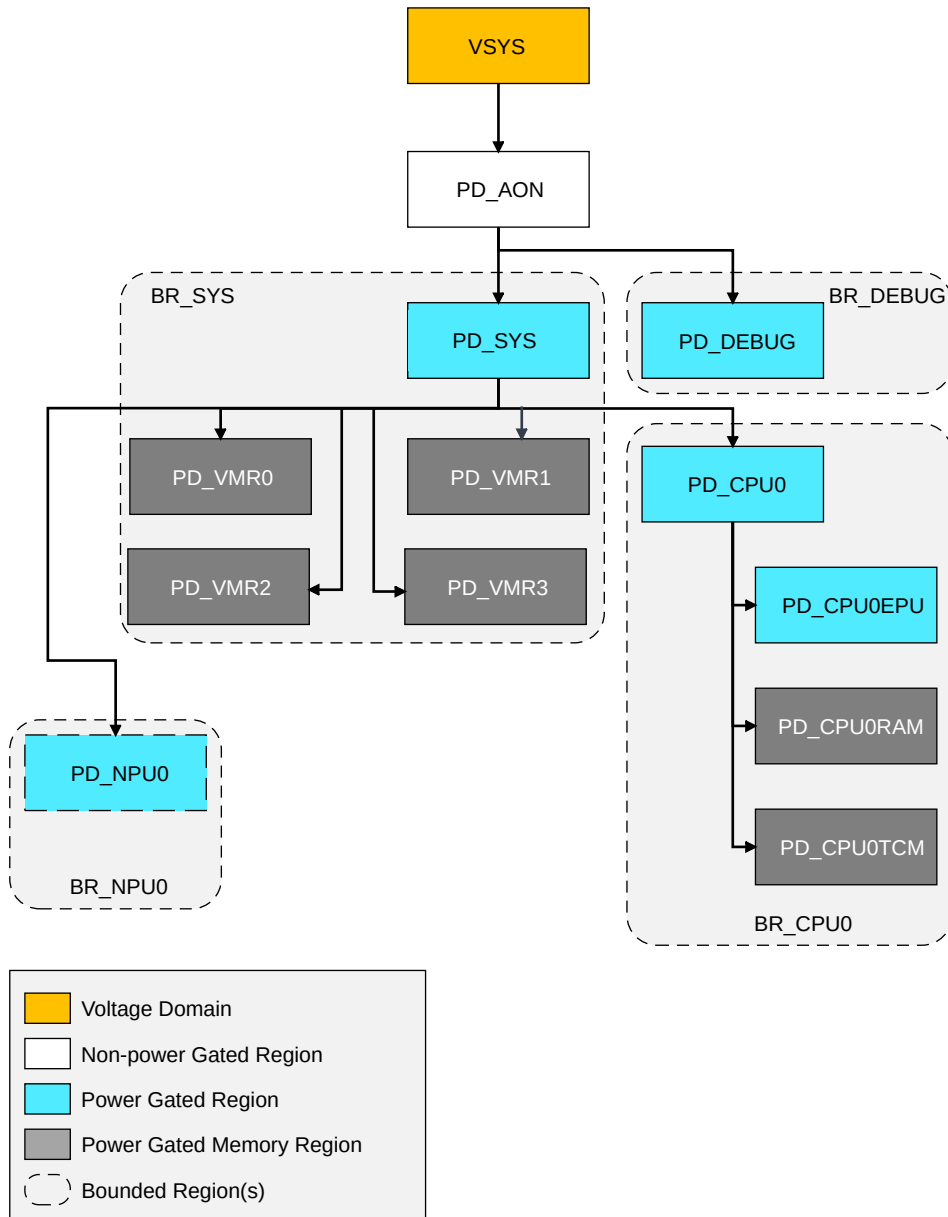 VSYS
PD_AON
BR_SYS
BR_DEBUG
PD_SYS
PD_DEBUG
PD_VMR0
PD_VMR1
PD_CPU0
PD_VMR2
PD_VMR3
PD_CPU0EPU
PD_CPU0RAM
PD_NPU0
PD_CPU0TCM
BR_NPU0
BR_CPU0
Voltage Domain
Non-power Gated Region
Power Gated Region
Power Gated Memory Region
Bounded Region(s)